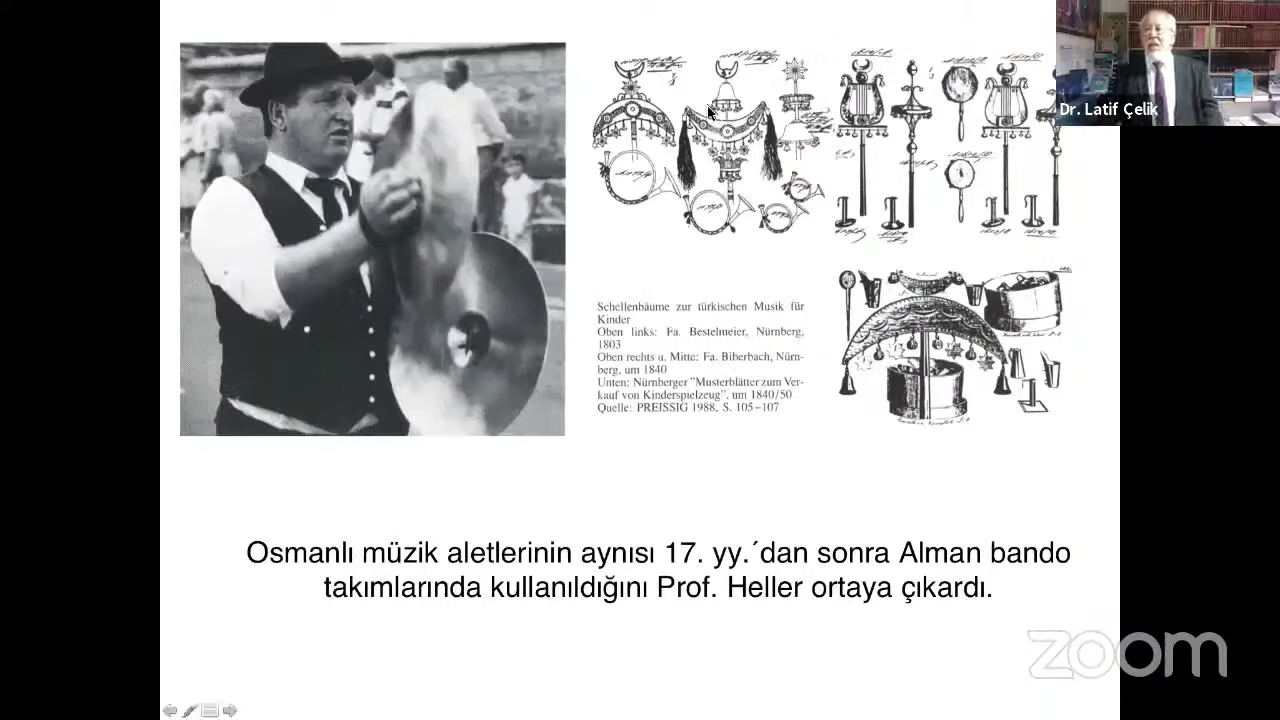 Dr. Latif Çelik
Schellenbäume zur türkischen Musik für
Kinder
Oben links: Fa. Bestelmeier, Nürnberg,
1803
Oben rechts u. Mitte: Fa. Biberbach, Nürn-
berg, um 1840
Unten: Nürnberger "Musterblätter zum Ver-
kauf von Kinderspielzeug", um 1840/50
Quelle: PREISSIG 1988, S. 105–107
Osmanlı müzik aletlerinin aynısı 17. yy.´dan sonra Alman bando
takımlarında kullanıldığını Prof. Heller ortaya çıkardı.
zoom